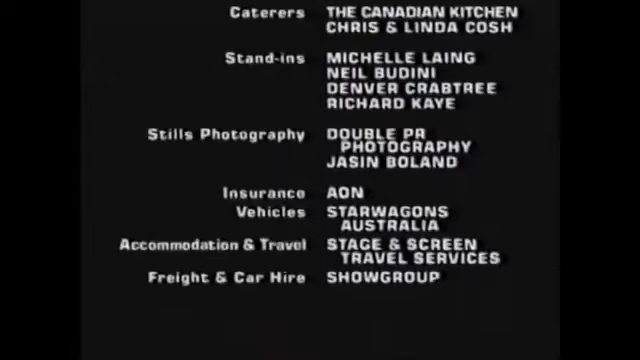 Caterers THE CANADIAN KITCHEN
CHRIS & LINDA COSH
Stand-ins MICHELLE LAING
NEIL BUDINI
DENVER CRABTREE
RICHARD KAYE
Stills Photography DOUBLE PR
PHOTOGRAPHY
JASIN BOLAND
Insurance AON
Vehicles STARWAGONS
AUSTRALIA
Accommodation & Travel STAGE & SCREEN
TRAVEL SERVICES
Freight & Car Hire SHOWGROUP